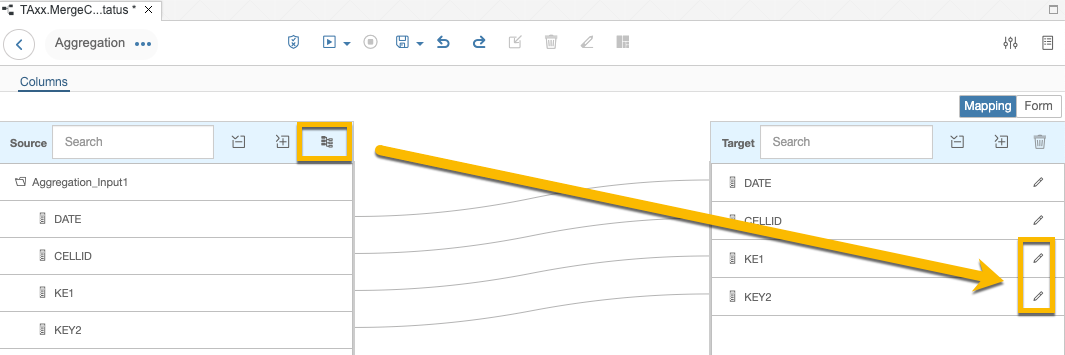 TAxx.MergeC...tatus *
Aggregation
Columns
Mapping Form
Source Search
Target Search
Aggregation_Input1
DATE
CELLID
KE1
KEY2
DATE
CELLID
KE1
KEY2